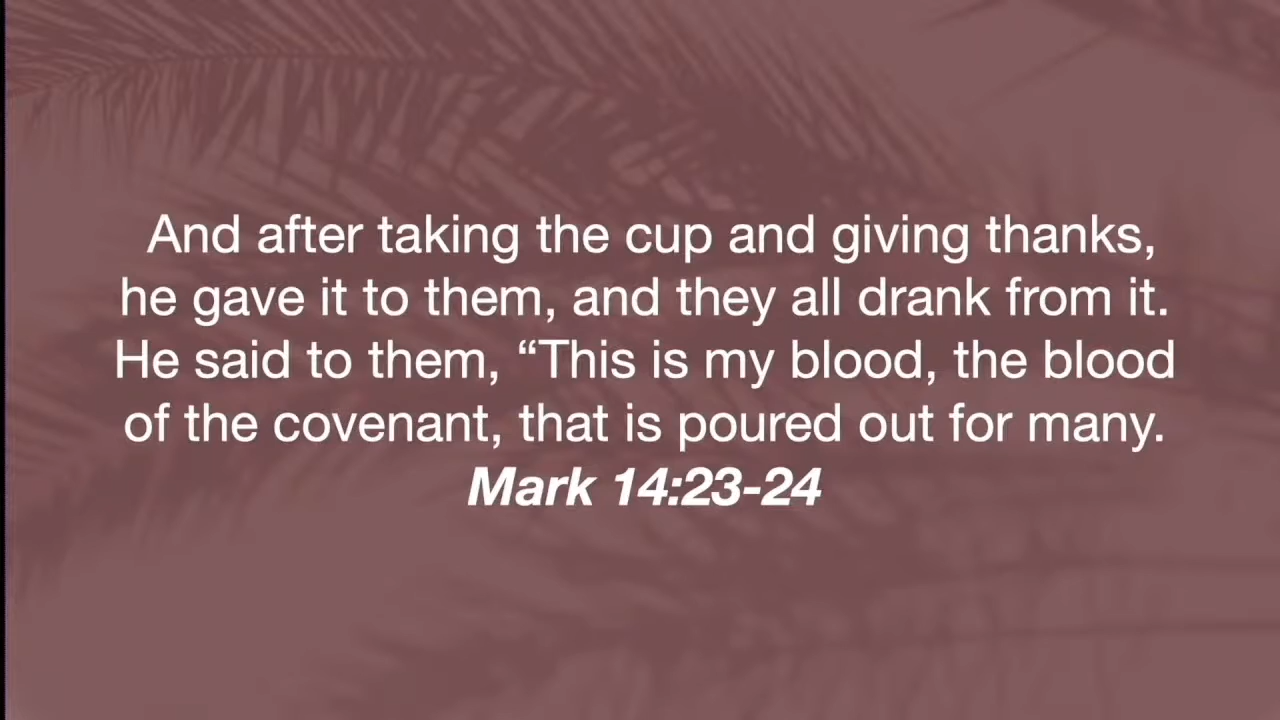 And after taking the cup and giving thanks,
he gave it to them, and they all drank from it.
He said to them, “This is my blood, the blood
of the covenant, that is poured out for many.
Mark 14:23-24